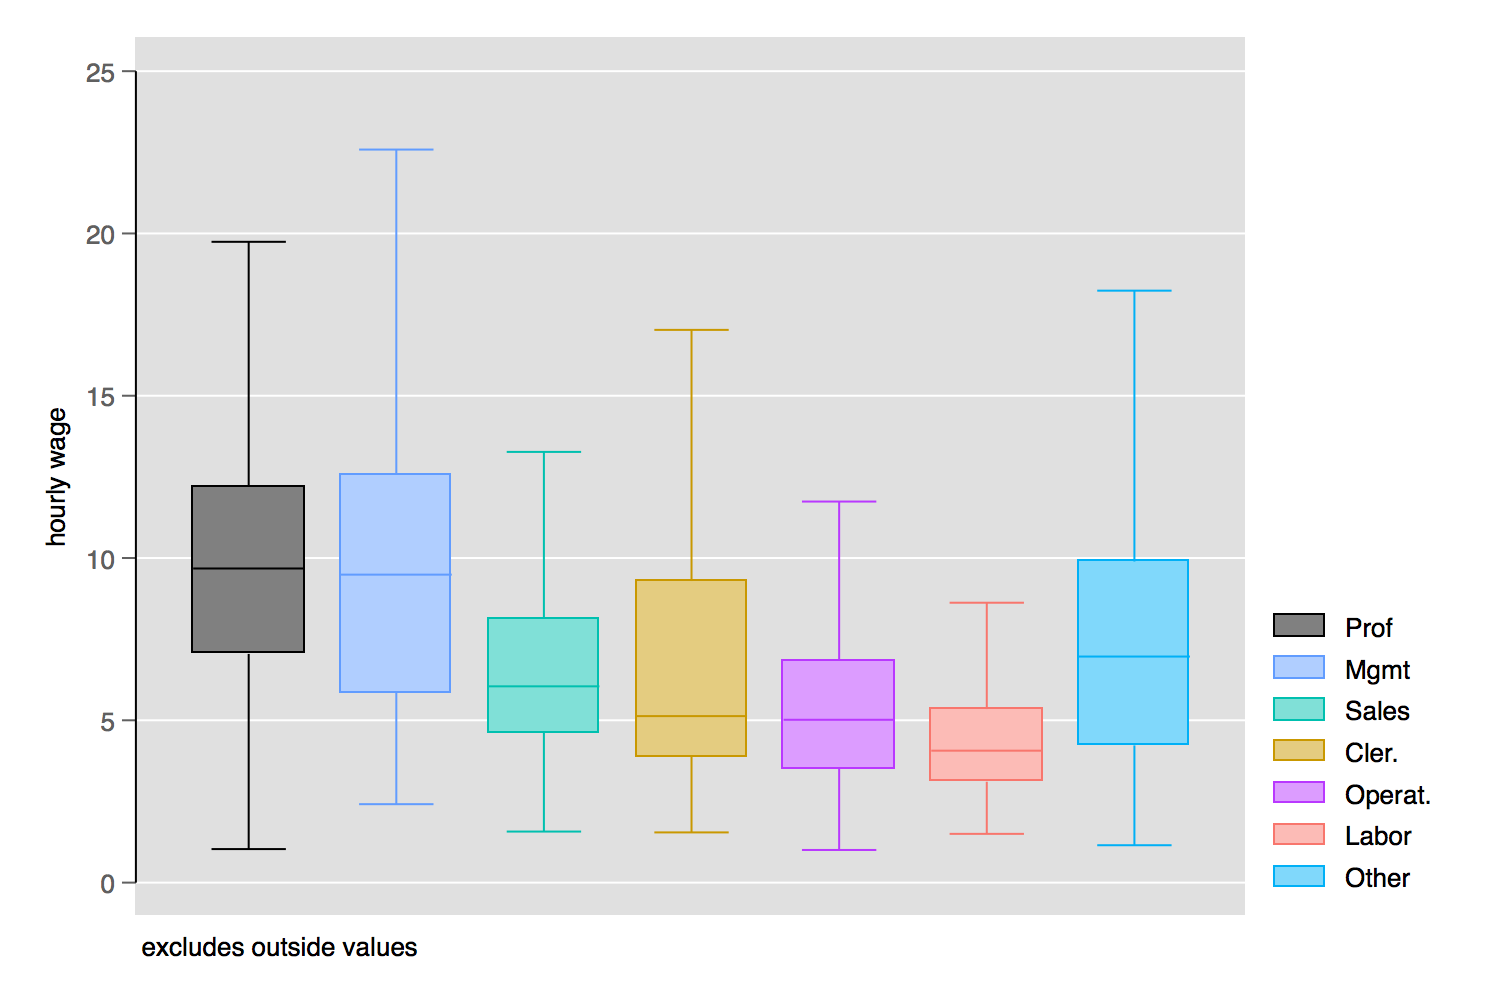 25
20
15
10
5
0
hourly wage
excludes outside values
Prof
Mgmt
Sales
Cler.
Operat.
Labor
Other